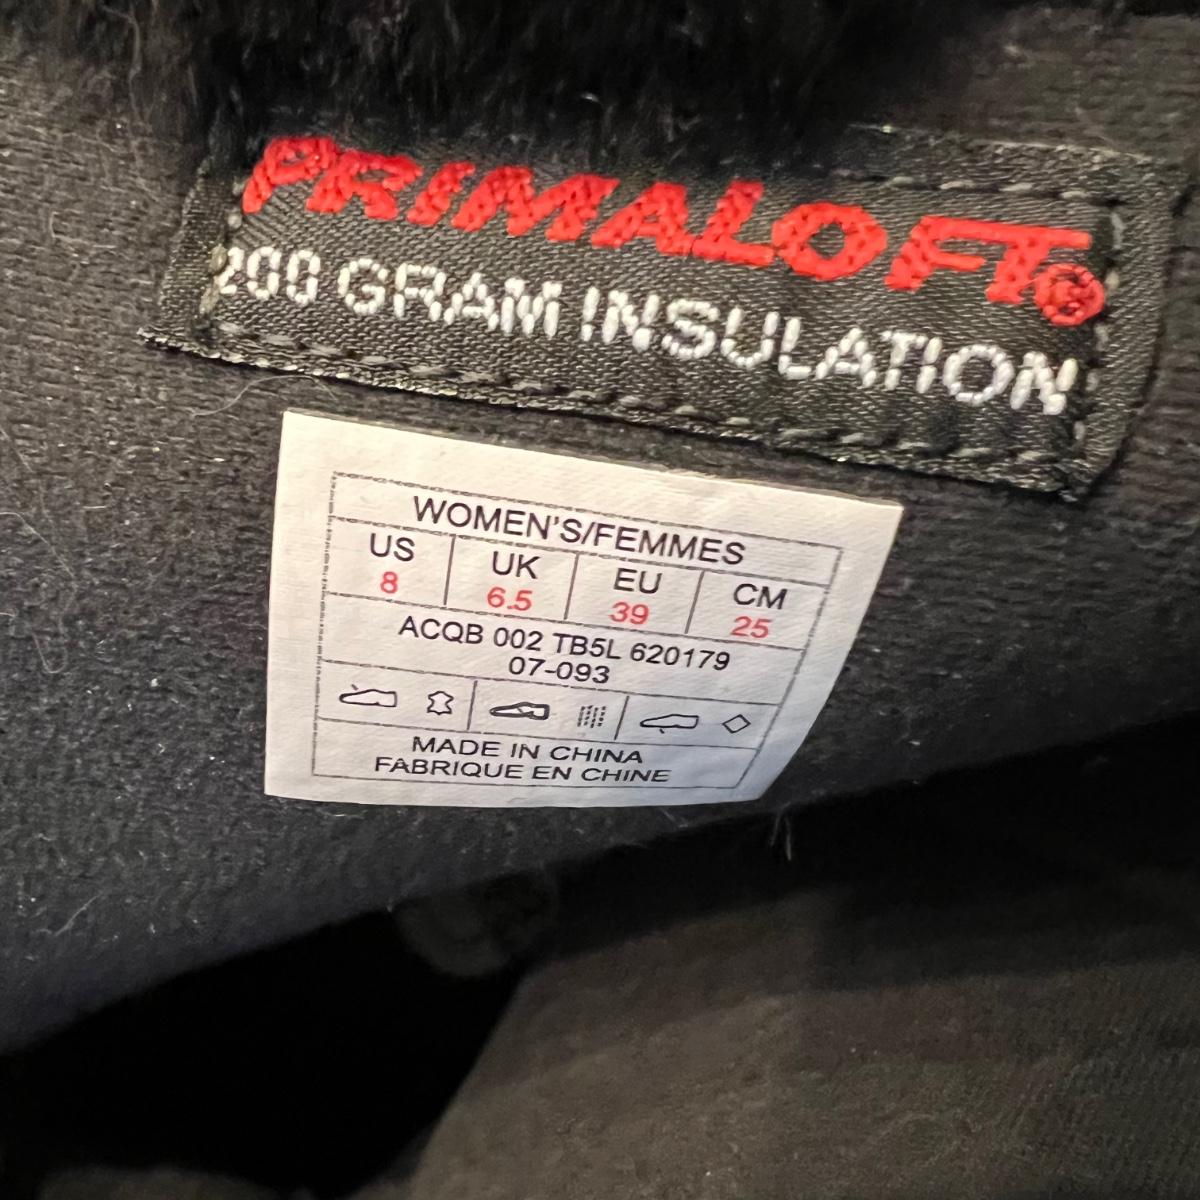 PRIMALOFT®
200 GRAM INSULATION
WOMEN'S/FEMMES
US UK EU CM
8 6.5 39 25
ACQB 002 TB5L 620179
07-093
MADE IN CHINA
FABRIQUE EN CHINE